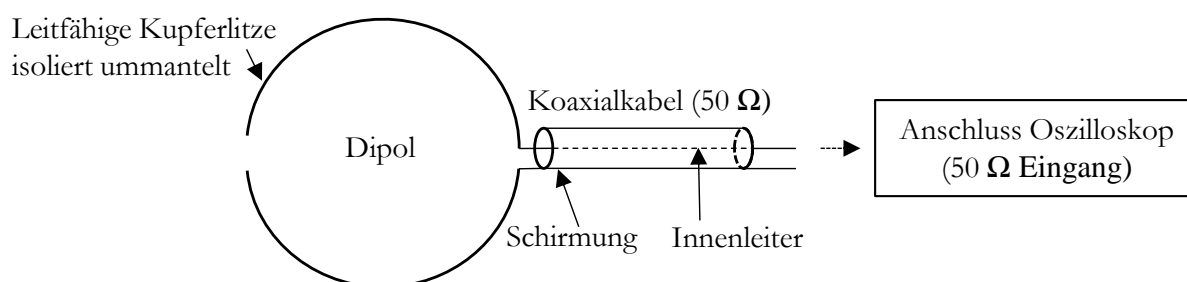 Leitfähige Kupferlitze
isoliert ummantelt
Dipol
Koaxialkabel (50 Ω)
Schirmung
Innenleiter
Anschluss Oszilloskop
(50 Ω Eingang)